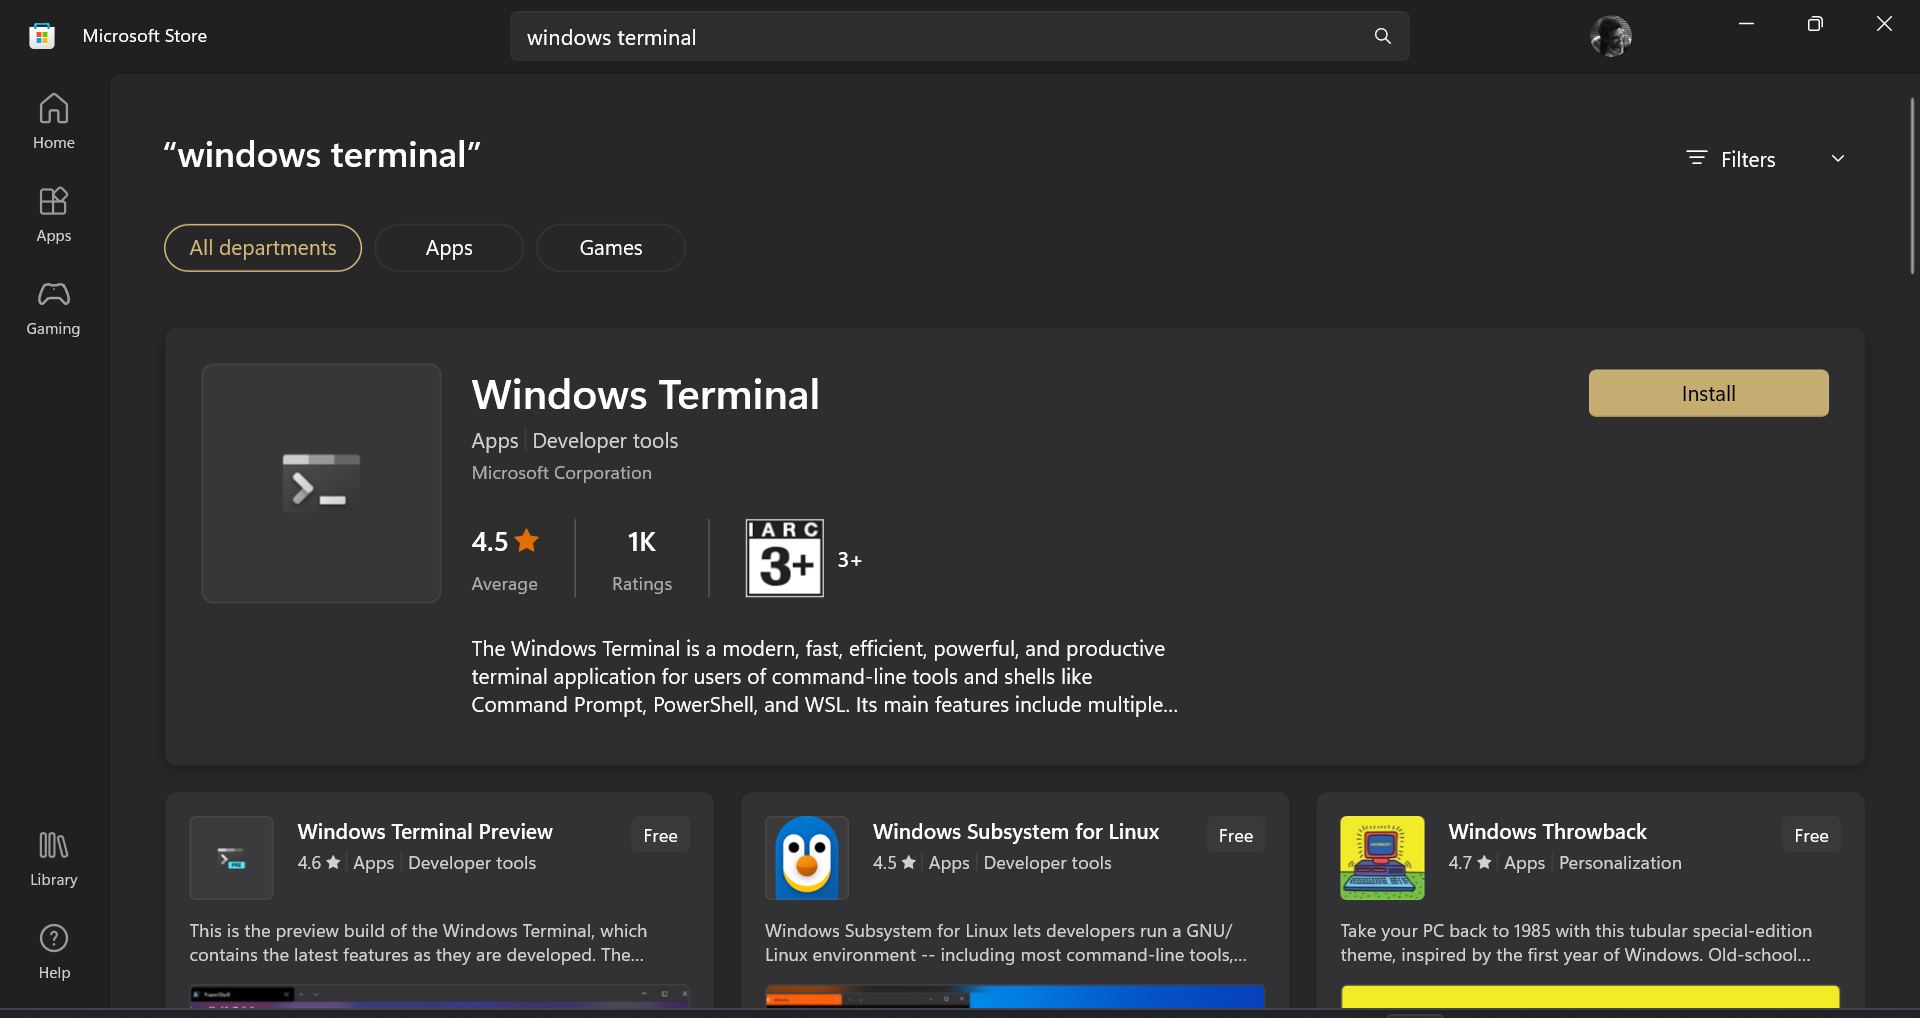 Microsoft Store
windows terminal
Home
Apps
Gaming
Library
Help
“windows terminal”
Filters
All departments
Apps
Games
Windows Terminal
Install
Apps Developer tools
Microsoft Corporation
4.5
Average
1K
Ratings
IARC
3+
3+
The Windows Terminal is a modern, fast, efficient, powerful, and productive
terminal application for users of command-line tools and shells like
Command Prompt, PowerShell, and WSL. Its main features include multiple...
Windows Terminal Preview
Free
4.6 Apps Developer tools
PRE
This is the preview build of the Windows Terminal, which
contains the latest features as they are developed. The...
PowerShell
Windows Subsystem for Linux
Free
4.5 Apps Developer tools
Windows Subsystem for Linux lets developers run a GNU/
Linux environment -- including most command-line tools,...
Windows Throwback
Free
4.7 Apps Personalization
Take your PC back to 1985 with this tubular special-edition
theme, inspired by the first year of Windows. Old-school...